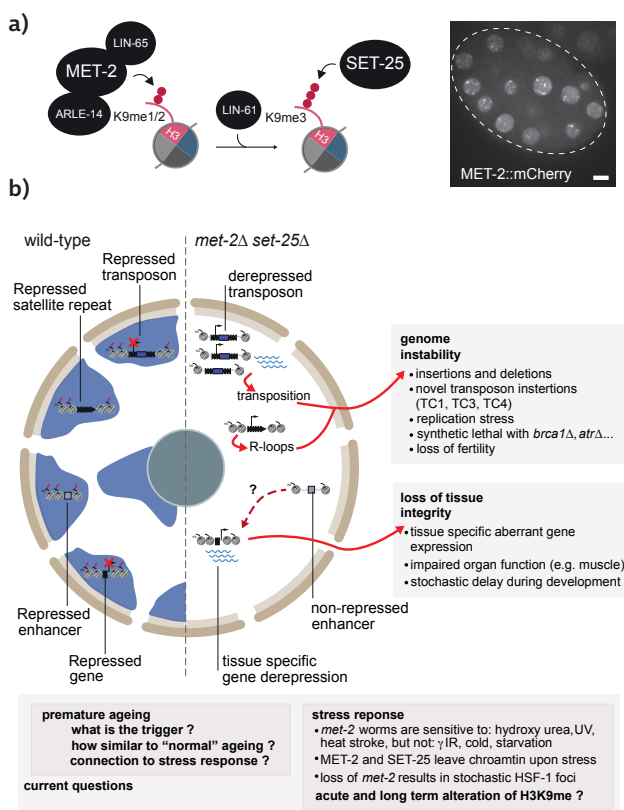 a)
LIN-65
MET-2
ARLE-14
K9me1/2
H3
LIN-61
K9me3
SET-25
H3
MET-2::mCherry
b)
wild-type
met-2Δ set-25Δ
Repressed
transposon
Repressed
satellite repeat
derepressed
transposon
transposition
R-loops
?
Repressed
enhancer
Repressed
gene
non-repressed
enhancer
tissue specific
gene derepression
genome
instability
• insertions and deletions
• novel transposon instertions
(TC1, TC3, TC4)
• replication stress
• synthetic lethal with brca1Δ, atrΔ...
• loss of fertility
loss of tissue
integrity
• tissue specific aberrant gene
expression
• impaired organ function (e.g. muscle)
• stochastic delay during development
premature ageing
what is the trigger ?
how similar to “normal” ageing ?
connection to stress response ?
current questions
stress reponse
• met-2 worms are sensitive to: hydroxy urea,UV,
heat stroke, but not: γIR, cold, starvation
• MET-2 and SET-25 leave chroamtin upon stress
• loss of met-2 results in stochastic HSF-1 foci
acute and long term alteration of H3K9me ?